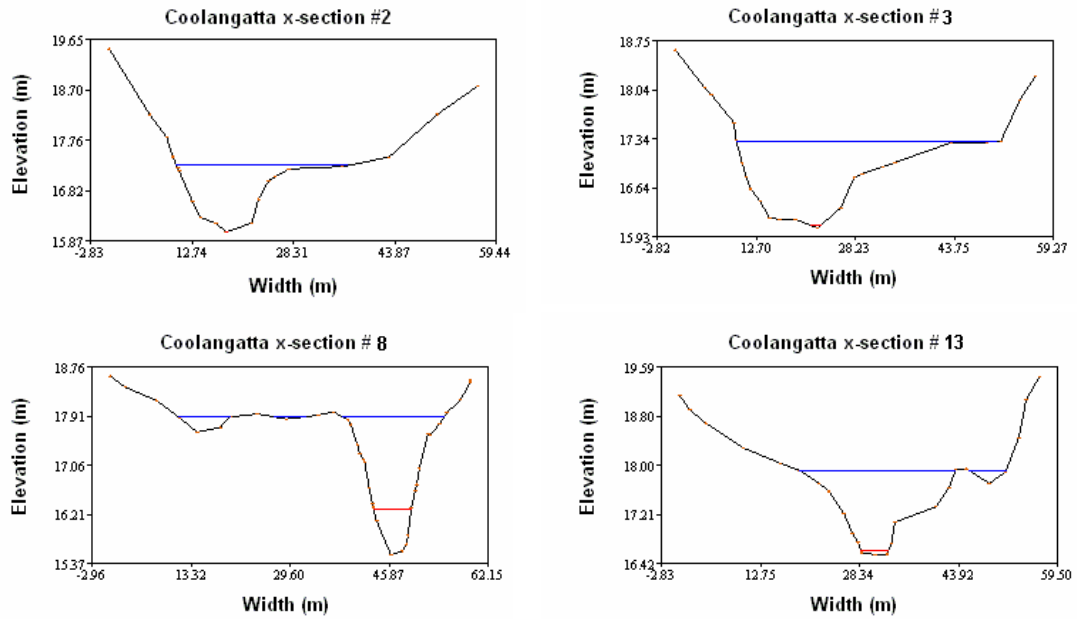 Coolangatta x-section #2
19.65
18.70
17.76
16.82
15.87
Elevation (m)
-2.83 12.74 28.31 43.87 59.44
Width (m)
Coolangatta x-section #3
18.75
18.04
17.34
16.64
15.93
Elevation (m)
-2.82 12.70 28.23 43.75 59.27
Width (m)
Coolangatta x-section # 8
18.76
17.91
17.06
16.21
15.37
Elevation (m)
-2.96 13.32 29.60 45.87 62.15
Width (m)
Coolangatta x-section # 13
19.59
18.80
18.00
17.21
16.42
Elevation (m)
-2.83 12.75 28.34 43.92 59.50
Width (m)